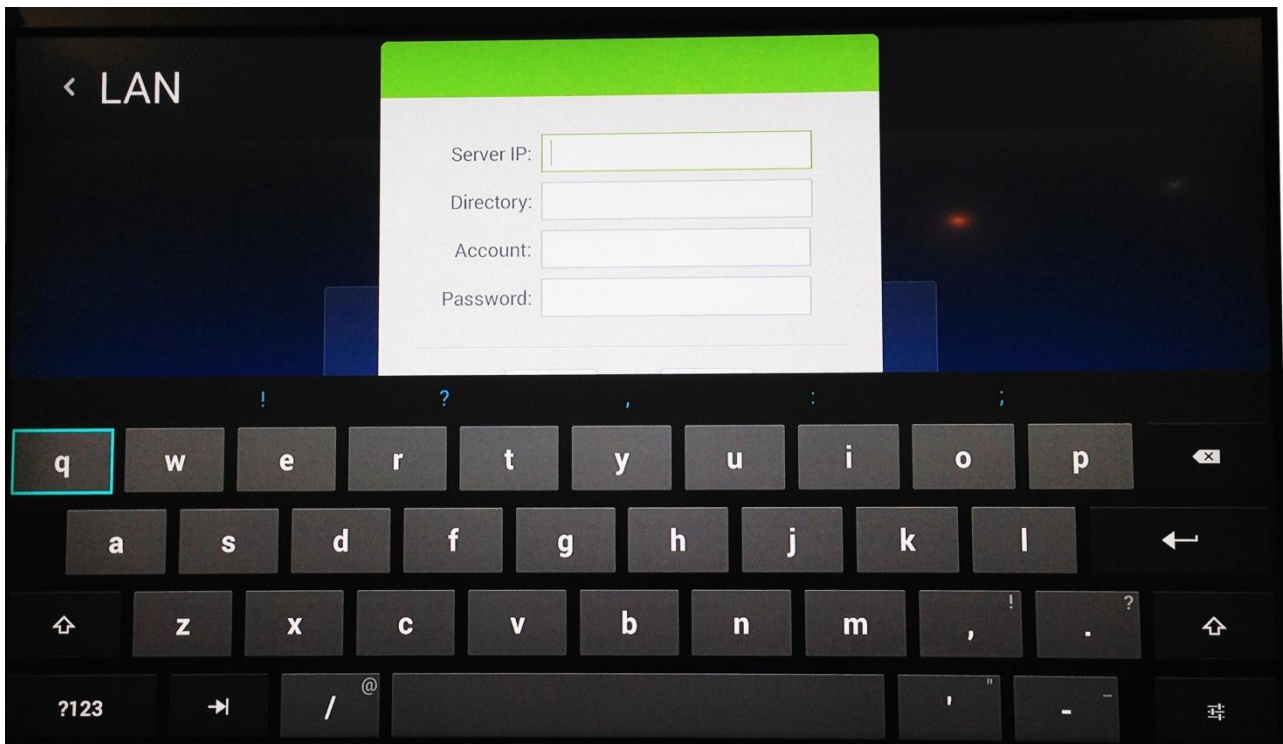 LAN
Server IP:
Directory:
Account:
Password:
! ? , : ;
q w e r t y u i o p
a s d f g h j k l
z x c v b n m , ! . ?
?123 / @ ' " - _